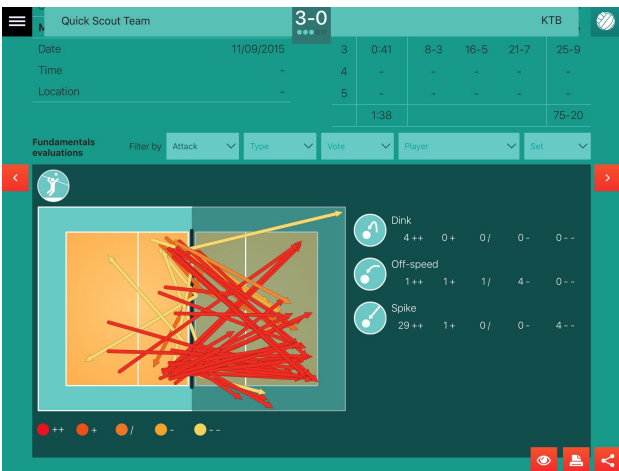 Quick Scout Team 3-0 KTB
Date 11/09/2015 3 0:41 8-3 16-5 21-7 25-9
Time - 4 - - - - -
Location - 5 - - - - -
1:38 75-20
Fundamentals
evaluations
Filter by Attack Type Vote Player Set
Dink
4 ++ 0 + 0 / 0 - 0 - -
Off-speed
1 ++ 1 + 1 / 4 - 0 - -
Spike
29 ++ 1 + 0 / 0 - 4 - -
++ + / - - -